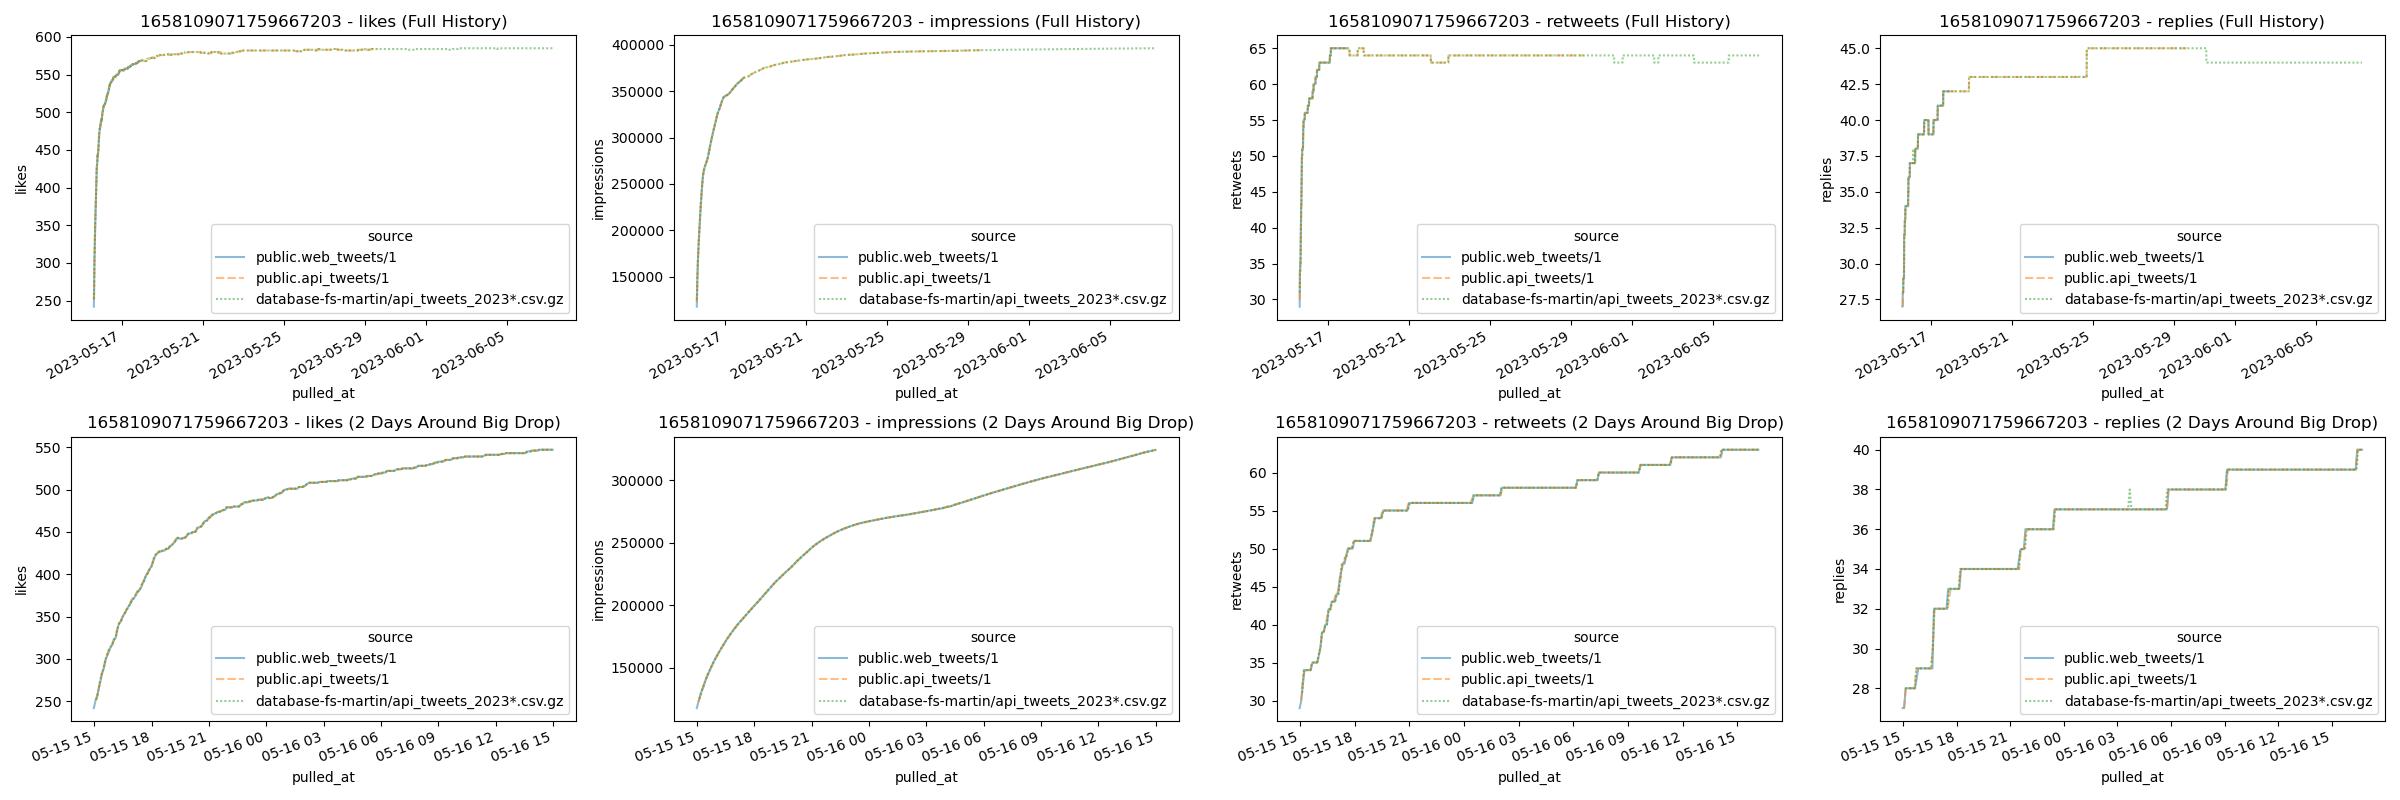 1658109071759667203 - likes (Full History)
600
550
500
450
400
350
300
250
likes
2023-05-17
2023-05-21
2023-05-25
2023-05-29
2023-06-01
2023-06-05
pulled_at
source
public.web_tweets/1
public.api_tweets/1
database-fs-martin/api_tweets_2023*.csv.gz
1658109071759667203 - impressions (Full History)
400000
350000
300000
250000
200000
150000
impressions
2023-05-17
2023-05-21
2023-05-25
2023-05-29
2023-06-01
2023-06-05
pulled_at
source
public.web_tweets/1
public.api_tweets/1
database-fs-martin/api_tweets_2023*.csv.gz
1658109071759667203 - retweets (Full History)
65
60
55
50
45
40
35
30
retweets
2023-05-17
2023-05-21
2023-05-25
2023-05-29
2023-06-01
2023-06-05
pulled_at
source
public.web_tweets/1
public.api_tweets/1
database-fs-martin/api_tweets_2023*.csv.gz
1658109071759667203 - replies (Full History)
45.0
42.5
40.0
37.5
35.0
32.5
30.0
27.5
replies
2023-05-17
2023-05-21
2023-05-25
2023-05-29
2023-06-01
2023-06-05
pulled_at
source
public.web_tweets/1
public.api_tweets/1
database-fs-martin/api_tweets_2023*.csv.gz
1658109071759667203 - likes (2 Days Around Big Drop)
550
500
450
400
350
300
250
likes
05-15 15
05-15 18
05-15 21
05-16 00
05-16 03
05-16 06
05-16 09
05-16 12
05-16 15
pulled_at
source
public.web_tweets/1
public.api_tweets/1
database-fs-martin/api_tweets_2023*.csv.gz
1658109071759667203 - impressions (2 Days Around Big Drop)
300000
250000
200000
150000
impressions
05-15 15
05-15 18
05-15 21
05-16 00
05-16 03
05-16 06
05-16 09
05-16 12
05-16 15
pulled_at
source
public.web_tweets/1
public.api_tweets/1
database-fs-martin/api_tweets_2023*.csv.gz
1658109071759667203 - retweets (2 Days Around Big Drop)
60
55
50
45
40
35
30
retweets
05-15 15
05-15 18
05-15 21
05-16 00
05-16 03
05-16 06
05-16 09
05-16 12
05-16 15
pulled_at
source
public.web_tweets/1
public.api_tweets/1
database-fs-martin/api_tweets_2023*.csv.gz
1658109071759667203 - replies (2 Days Around Big Drop)
40
38
36
34
32
30
28
replies
05-15 15
05-15 18
05-15 21
05-16 00
05-16 03
05-16 06
05-16 09
05-16 12
05-16 15
pulled_at
source
public.web_tweets/1
public.api_tweets/1
database-fs-martin/api_tweets_2023*.csv.gz